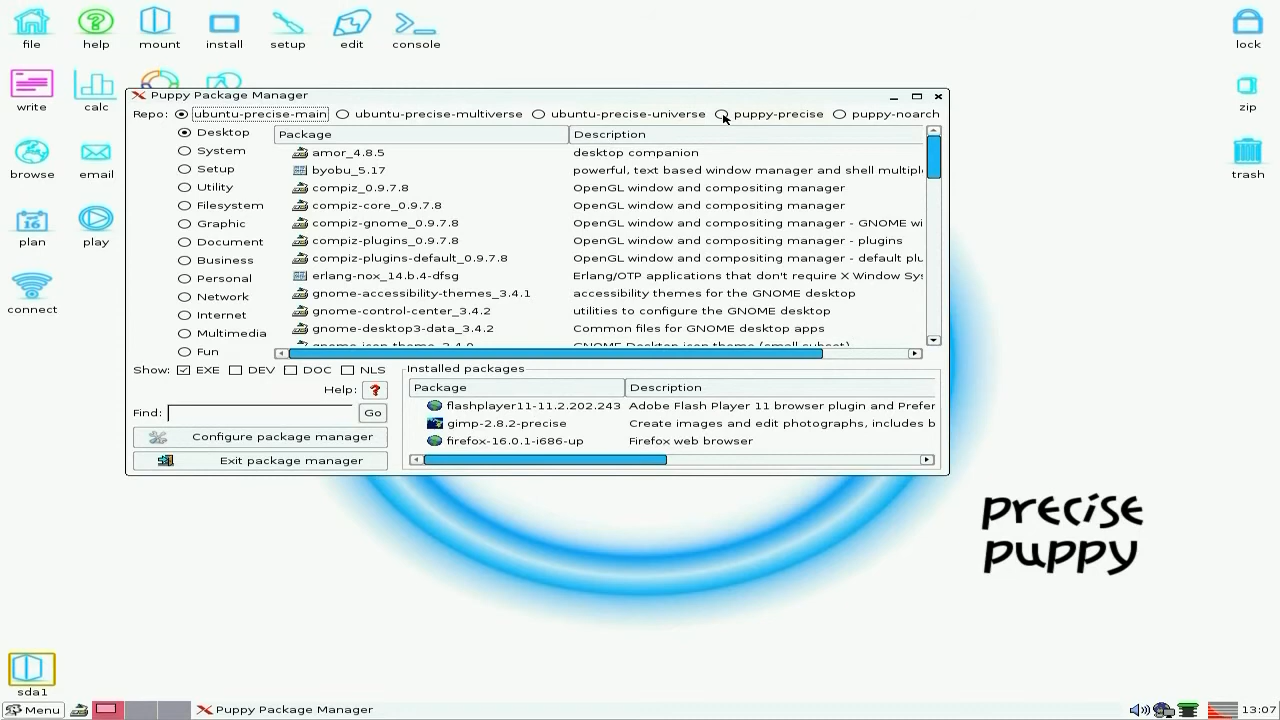 file help mount install setup edit console lock
write calc zip
browse email trash
plan play
connect
Puppy Package Manager
Repo: ubuntu-precise-main ubuntu-precise-multiverse ubuntu-precise-universe puppy-precise puppy-noarch
Desktop
System
Setup
Utility
Filesystem
Graphic
Document
Business
Personal
Network
Internet
Multimedia
Fun
Package Description
amor_4.8.5 desktop companion
byobu_5.17 powerful, text based window manager and shell multipl
compiz_0.9.7.8 OpenGL window and compositing manager
compiz-core_0.9.7.8 OpenGL window and compositing manager
compiz-gnome_0.9.7.8 OpenGL window and compositing manager - GNOME wi
compiz-plugins_0.9.7.8 OpenGL window and compositing manager - plugins
compiz-plugins-default_0.9.7.8 OpenGL window and compositing manager - default plu
erlang-nox_14.b.4-dfsg Erlang/OTP applications that don't require X Window Sys
gnome-accessibility-themes_3.4.1 accessibility themes for the GNOME desktop
gnome-control-center_3.4.2 utilities to configure the GNOME desktop
gnome-desktop3-data_3.4.2 Common files for GNOME desktop apps
Show: EXE DEV DOC NLS
Help:
Find: Go
Configure package manager
Exit package manager
Installed packages
Package Description
flashplayer11-11.2.202.243 Adobe Flash Player 11 browser plugin and Prefer
gimp-2.8.2-precise Create images and edit photographs, includes b
firefox-16.0.1-i686-up Firefox web browser
precise
puppy
sda1
Menu Puppy Package Manager 13:07